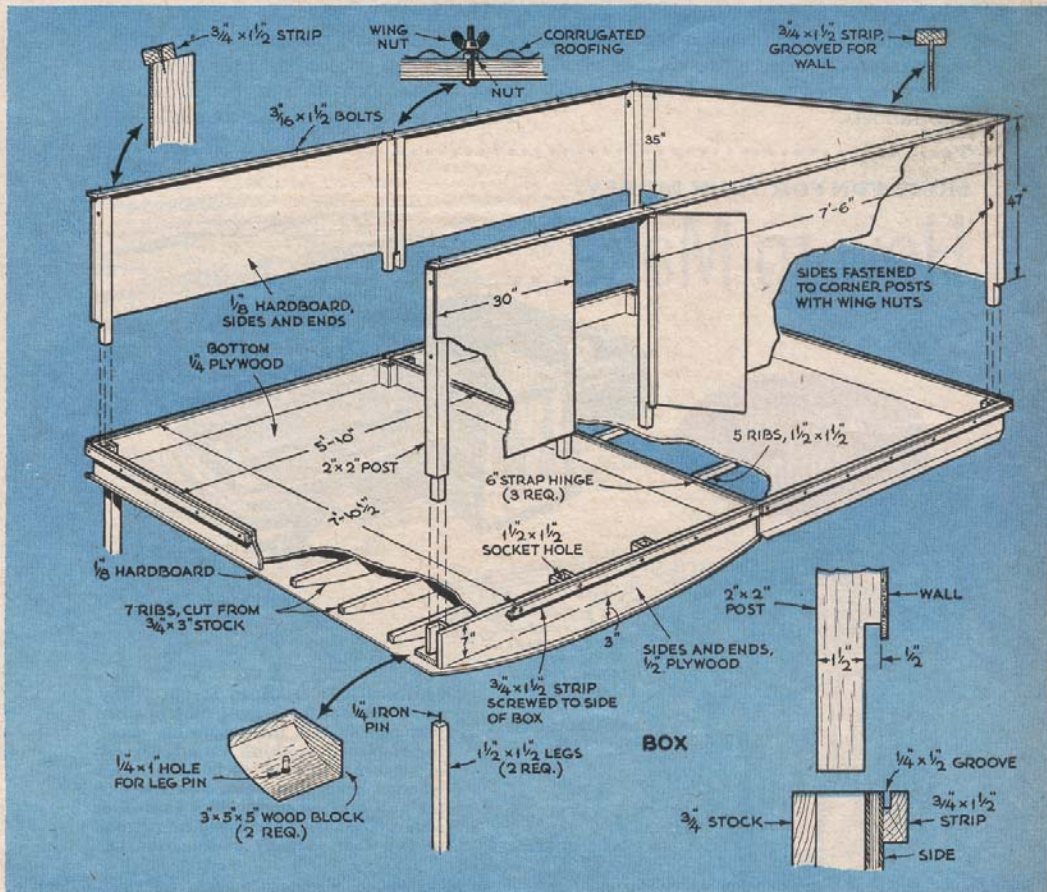 3/4" x 1 1/2" STRIP
WING
NUT
CORRUGATED
ROOFING
NUT
3/4" x 1 1/2" STRIP,
GROOVED FOR
WALL
3/16" x 1 1/2" BOLTS
35"
7'-6"
47"
30"
1/8" HARDBOARD,
SIDES AND ENDS
SIDES FASTENED
TO CORNER POSTS
WITH WING NUTS
BOTTOM
1/4" PLYWOOD
5'-10"
2" x 2" POST
5 RIBS, 1 1/2" x 1 1/2"
6" STRAP HINGE
(3 REQ.)
7'-10 1/2"
1 1/2" x 1 1/2"
SOCKET HOLE
1/8" HARDBOARD
7 RIBS, CUT FROM
3/4" x 3" STOCK
7"
3"
SIDES AND ENDS,
1/2" PLYWOOD
3/4" x 1 1/2" STRIP
SCREWED TO SIDE
OF BOX
2" x 2"
POST
WALL
1 1/2"
1/2"
1/4" IRON
PIN
1/4" x 1" HOLE
FOR LEG PIN
1 1/2" x 1 1/2" LEGS
(2 REQ.)
3" x 5" x 5" WOOD BLOCK
(2 REQ.)
BOX
1/4" x 1/2" GROOVE
3/4" STOCK
3/4" x 1 1/2"
STRIP
SIDE